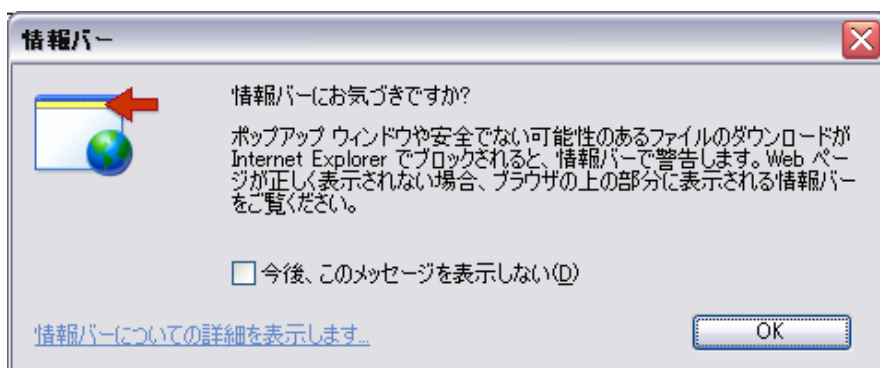 情報バー
情報バーにお気づきですか?
ポップアップ ウィンドウや安全でない可能性のあるファイルのダウンロードが
Internet Explorer でブロックされると、情報バーで警告します。Web ペー
ジが正しく表示されない場合、ブラウザの上の部分に表示される情報バー
をご覧ください。
今後、このメッセージを表示しない(D)
情報バーについての詳細を表示します...
OK